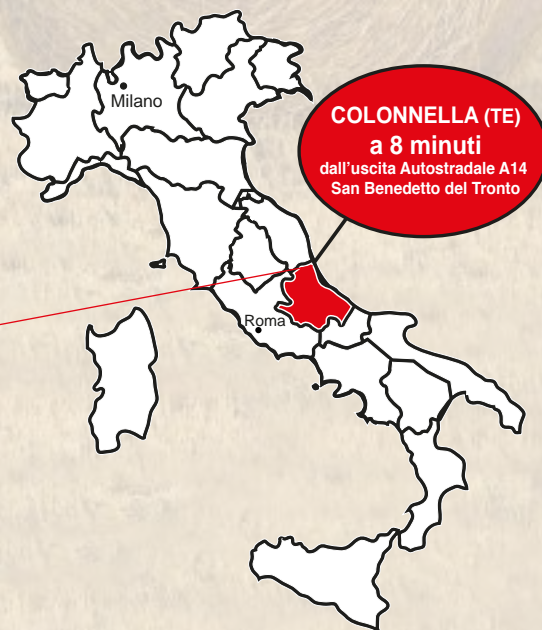 Milano
COLONNELLA (TE)
a 8 minuti
dall'uscita Autostradale A14
San Benedetto del Tronto
Roma